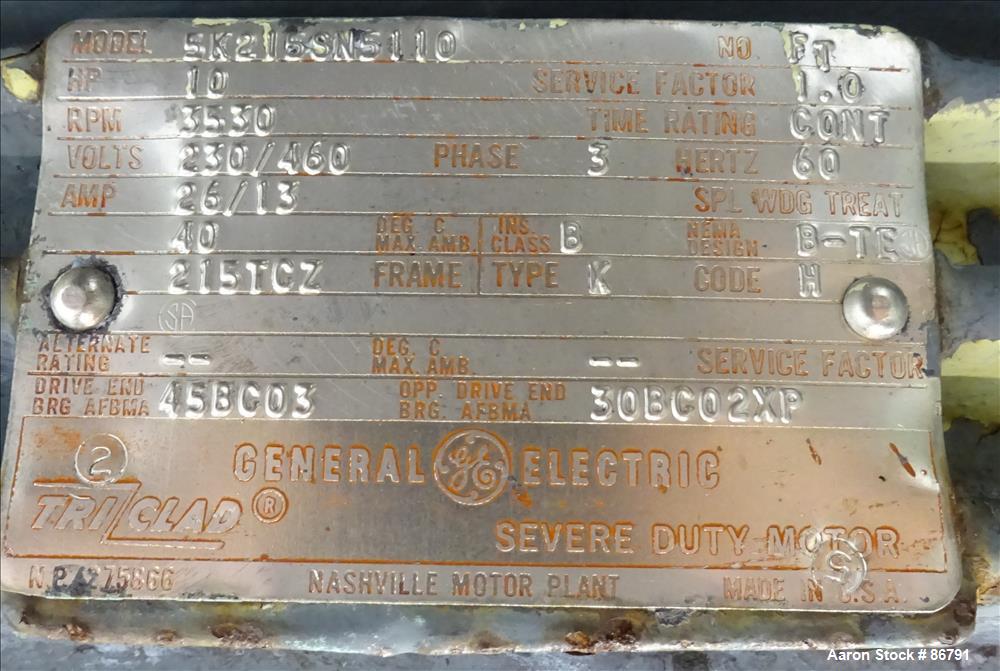 MODEL 5K215SN5110 NO. FT
HP 10 SERVICE FACTOR 1.0
RPM 3530 TIME RATING CONT
VOLTS 230/460 PHASE 3 HERTZ 60
AMP 26/13 SPL WDG TREAT
40 DEG. C. MAX. AMB. INS. CLASS B NEMA DESIGN B-TE
215TCZ FRAME TYPE K CODE H
SA
ALTERNATE RATING -- DEG. C. MAX. AMB. -- SERVICE FACTOR
DRIVE END BRG AFBMA 45BC03 OPP. DRIVE END BRG. AFBMA 30BC02XP
2 GENERAL GE ELECTRIC
TRI/CLAD ® SEVERE DUTY MOTOR
N.P. 275866 NASHVILLE MOTOR PLANT MADE IN U.S.A.
Aaron Stock # 86791